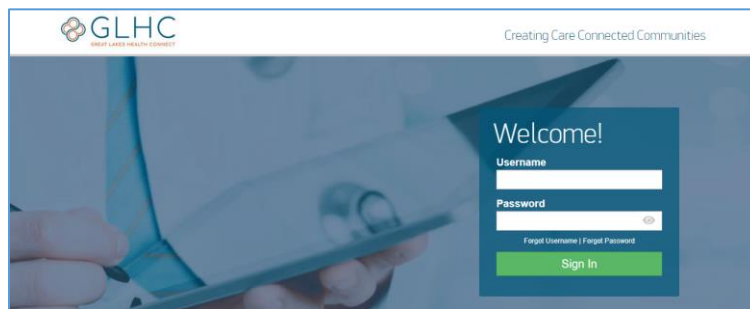 GLHC
GREAT LAKES HEALTH CONNECT
Creating Care Connected Communities
Welcome!
Username
Password
Forgot Username | Forgot Password
Sign In